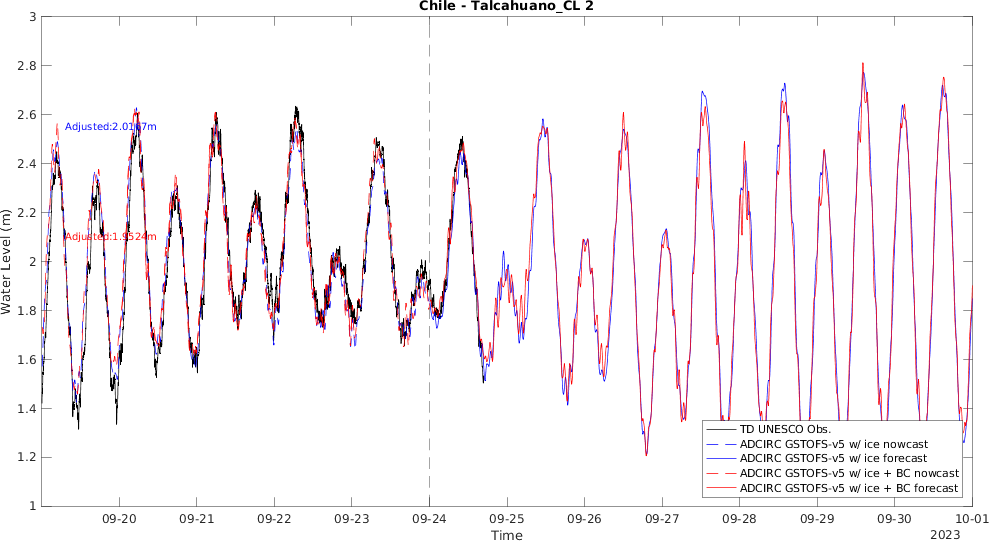 Chile - Talcahuano_CL 2
3
2.8
2.6
2.4
2.2
2
1.8
1.6
1.4
1.2
1
Water Level (m)
Adjusted:2.0167m
Adjusted:1.9524m
TD UNESCO Obs.
ADCIRC GSTOFS-v5 w/ ice nowcast
ADCIRC GSTOFS-v5 w/ ice forecast
ADCIRC GSTOFS-v5 w/ ice + BC nowcast
ADCIRC GSTOFS-v5 w/ ice + BC forecast
09-20 09-21 09-22 09-23 09-24 09-25 09-26 09-27 09-28 09-29 09-30 10-01
Time
2023